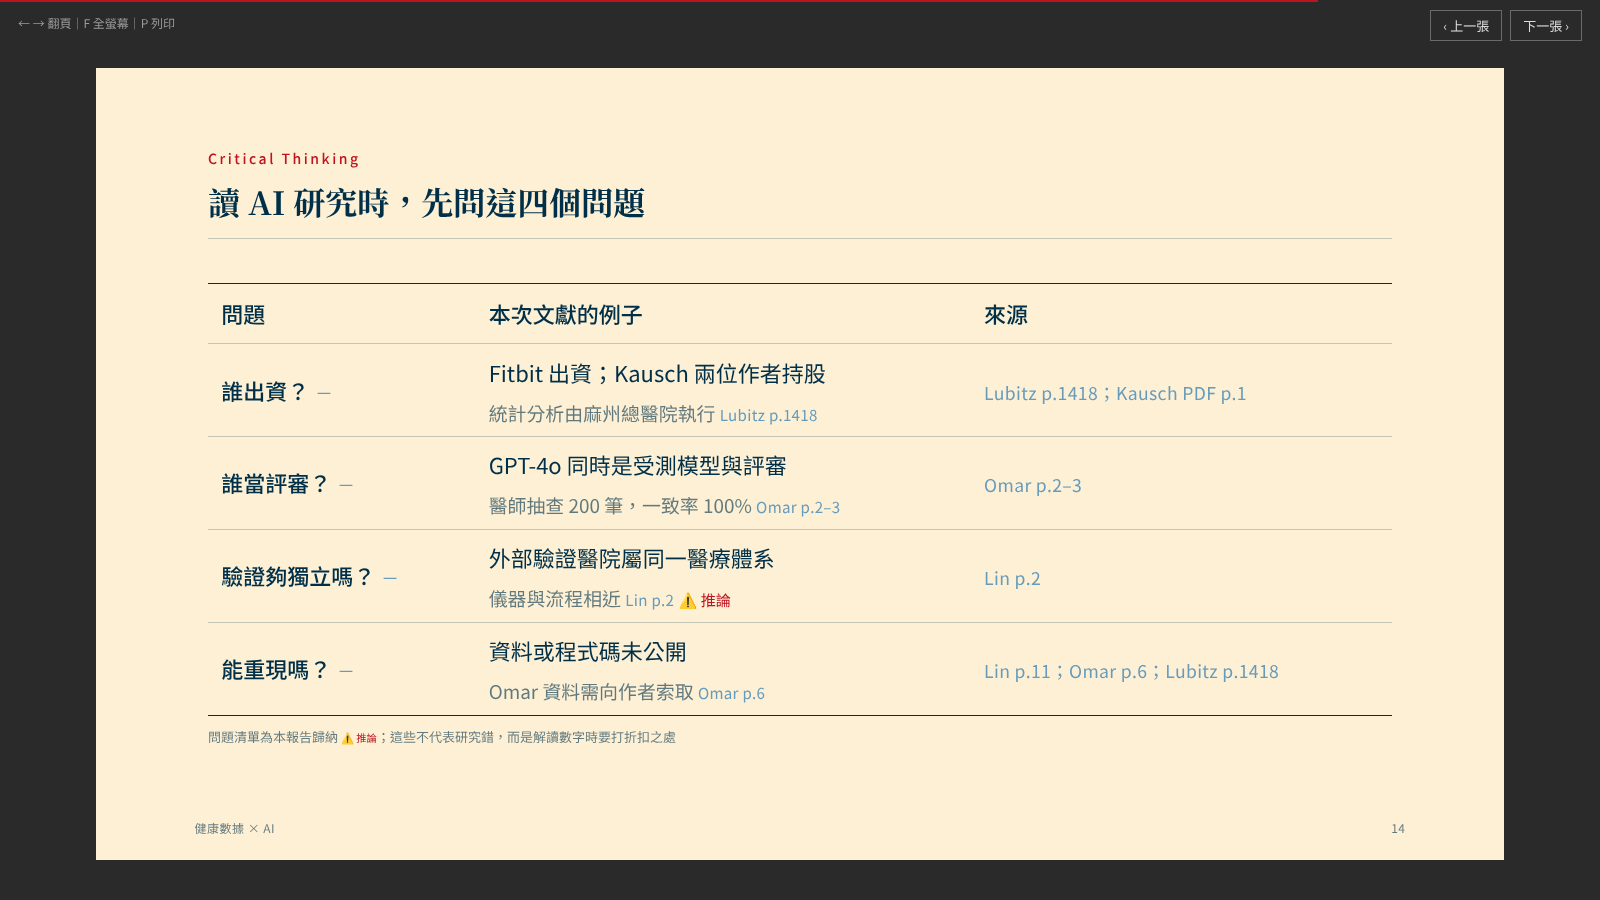 ←→ 翻頁｜F 全螢幕｜P 列印
‹ 上一張
下一張 ›
Critical Thinking
讀 AI 研究時，先問這四個問題
問題
本次文獻的例子
來源
誰出資？ —
Fitbit 出資；Kausch 兩位作者持股
統計分析由麻州總醫院執行 Lubitz p.1418
Lubitz p.1418；Kausch PDF p.1
誰當評審？ —
GPT-4o 同時是受測模型與評審
醫師抽查 200 筆，一致率 100% Omar p.2–3
Omar p.2–3
驗證夠獨立嗎？ —
外部驗證醫院屬同一醫療體系
儀器與流程相近 Lin p.2 ⚠️ 推論
Lin p.2
能重現嗎？ —
資料或程式碼未公開
Omar 資料需向作者索取 Omar p.6
Lin p.11；Omar p.6；Lubitz p.1418
問題清單為本報告歸納 ⚠️ 推論；這些不代表研究錯，而是解讀數字時要打折扣之處
健康數據 × AI
14